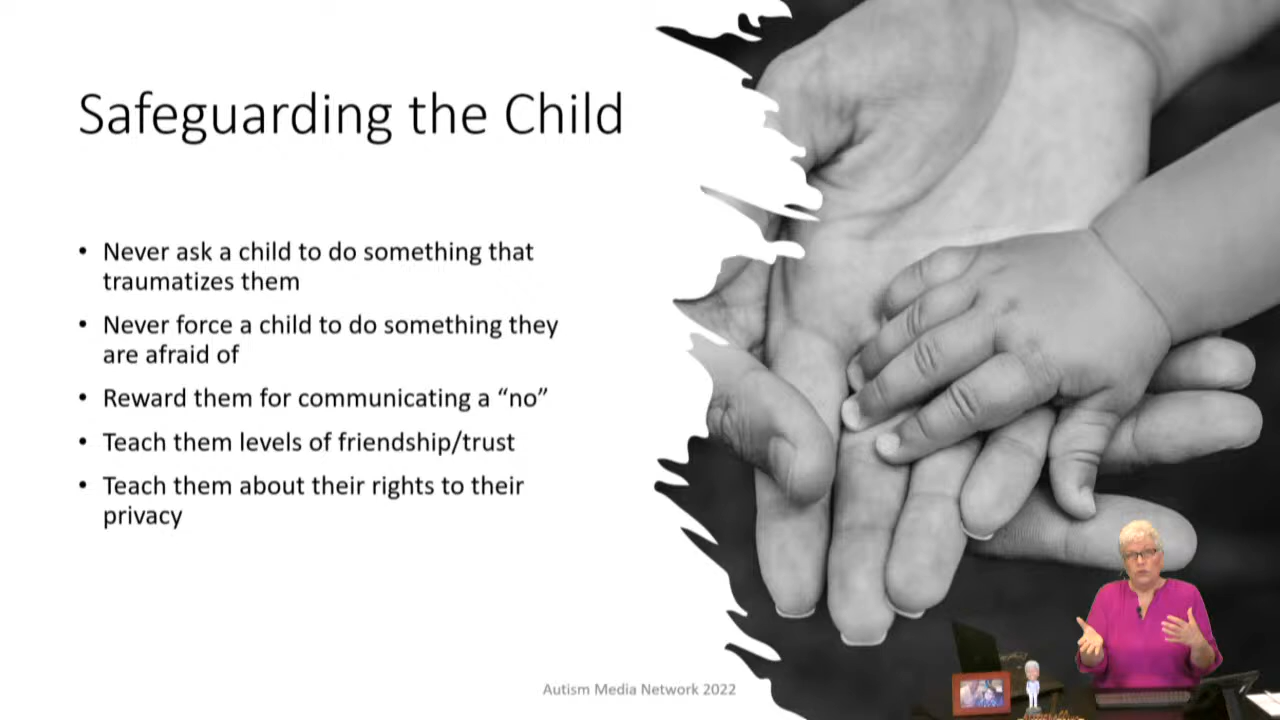 Safeguarding the Child
• Never ask a child to do something that
traumatizes them
• Never force a child to do something they
are afraid of
• Reward them for communicating a “no”
• Teach them levels of friendship/trust
• Teach them about their rights to their
privacy
Autism Media Network 2022